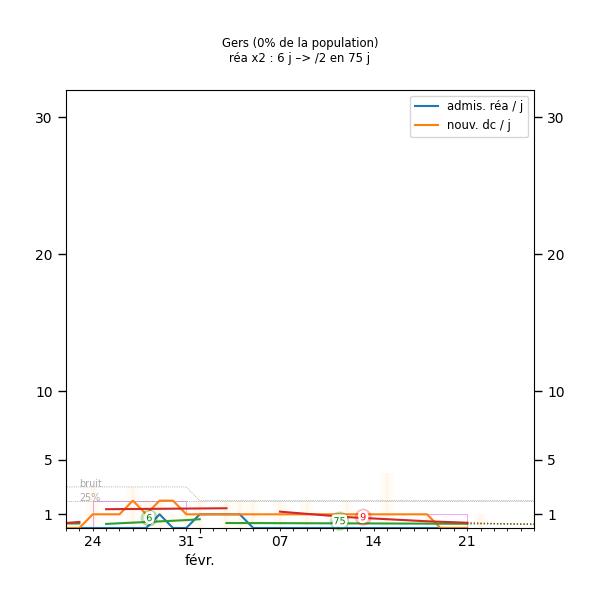 Gers (0% de la population)
réa x2 : 6 j –> /2 en 75 j
admis. réa / j
nouv. dc / j
30 30
20 20
10 10
5 5
1 1
bruit
25%
6 75 9
24 31 - 07 14 21
févr.